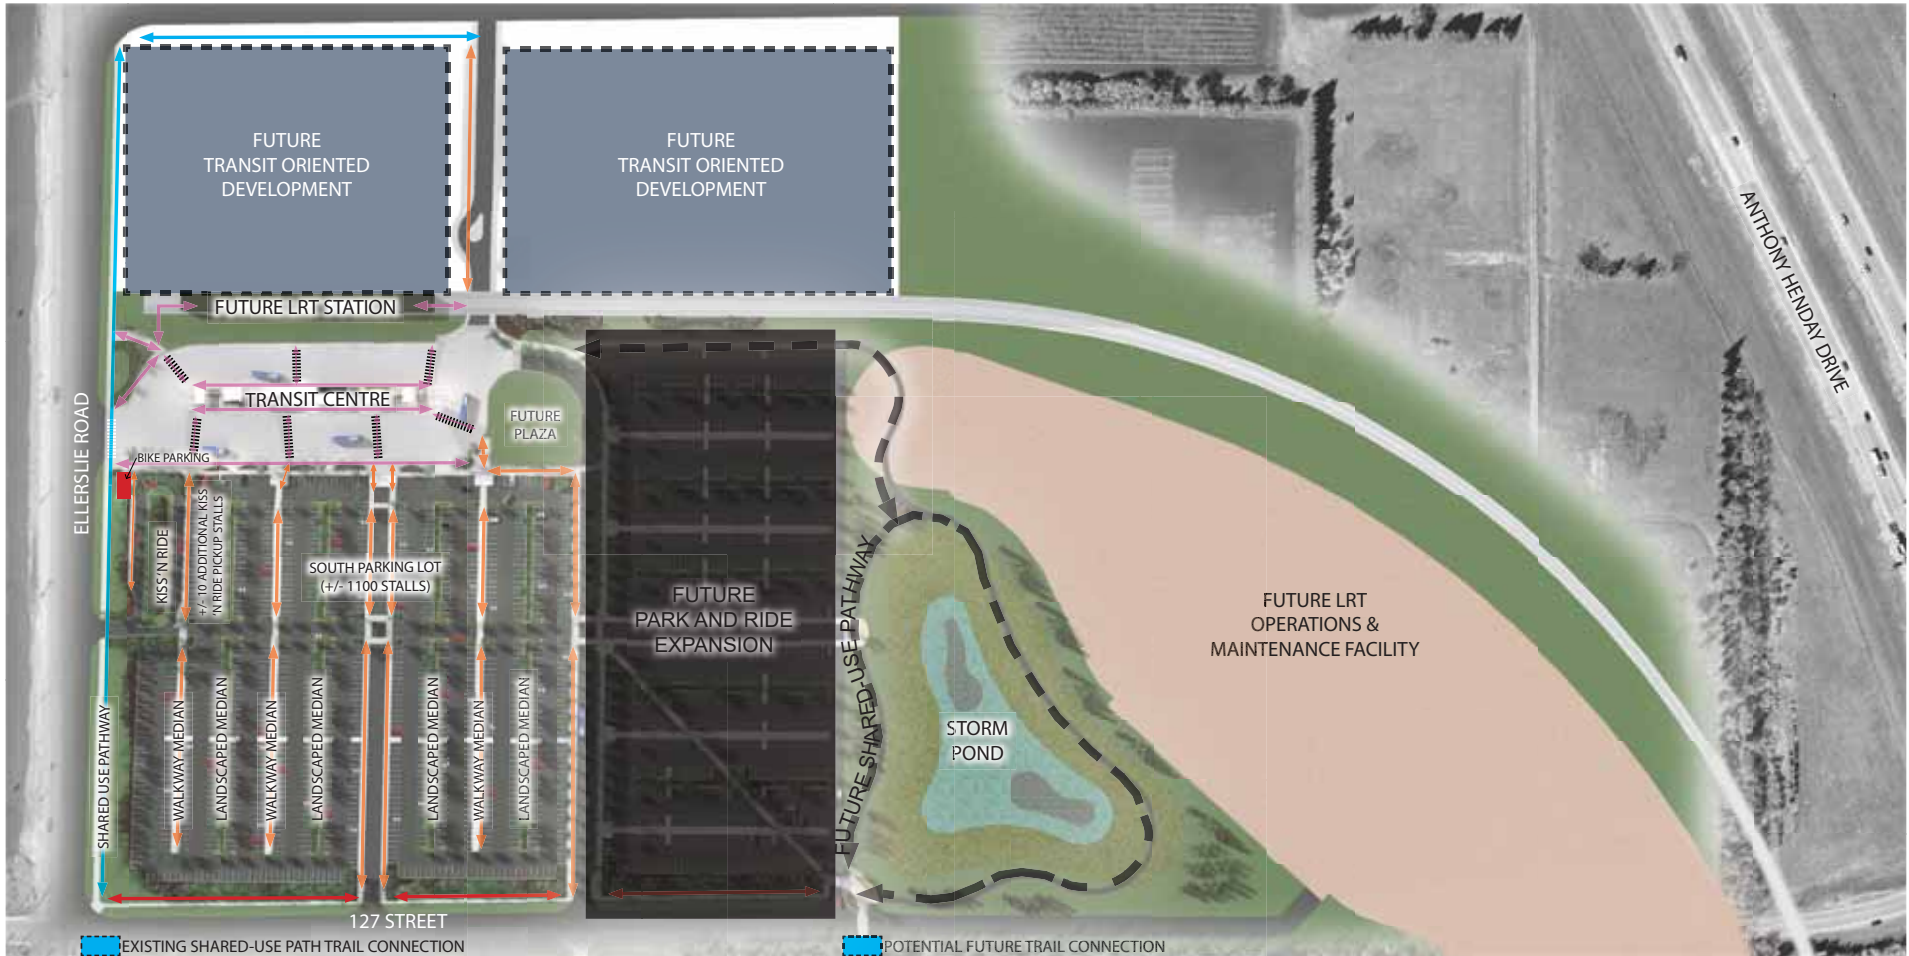 FUTURE
TRANSIT ORIENTED
DEVELOPMENT
FUTURE
TRANSIT ORIENTED
DEVELOPMENT
ANTHONY HENDAY DRIVE
FUTURE LRT STATION
TRANSIT CENTRE
FUTURE
PLAZA
ELLERSLIE ROAD
BIKE PARKING
KISS 'N RIDE
+/- 10 ADDITIONAL KISS
'N RIDE PICKUP STALLS
SOUTH PARKING LOT
(+/- 1100 STALLS)
FUTURE
PARK AND RIDE
EXPANSION
FUTURE SHARED-USE PATHWAY
FUTURE LRT
OPERATIONS &
MAINTENANCE FACILITY
STORM
POND
SHARED USE PATHWAY
WALKWAY MEDIAN
LANDSCAPED MEDIAN
WALKWAY MEDIAN
LANDSCAPED MEDIAN
LANDSCAPED MEDIAN
WALKWAY MEDIAN
LANDSCAPED MEDIAN
127 STREET
EXISTING SHARED-USE PATH TRAIL CONNECTION
POTENTIAL FUTURE TRAIL CONNECTION